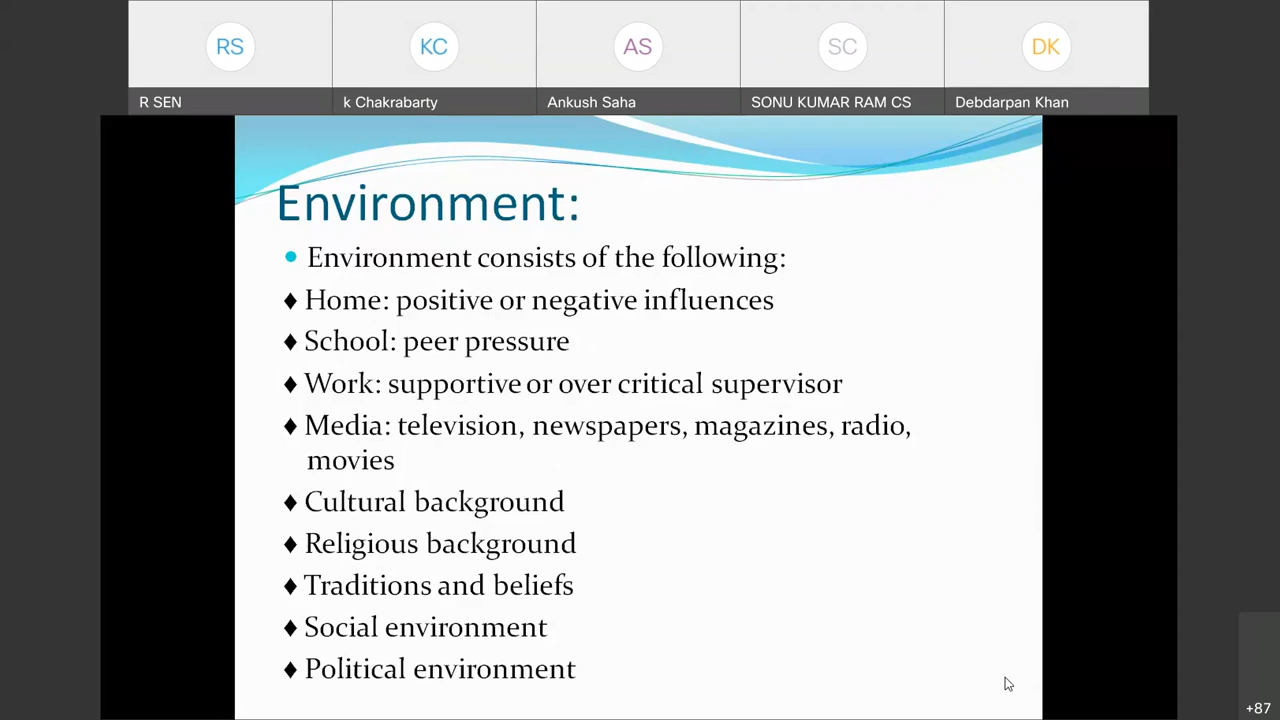 RS KC AS SC DK
R SEN k Chakrabarty Ankush Saha SONU KUMAR RAM CS Debdarpan Khan
Environment:
• Environment consists of the following:
♦ Home: positive or negative influences
♦ School: peer pressure
♦ Work: supportive or over critical supervisor
♦ Media: television, newspapers, magazines, radio,
movies
♦ Cultural background
♦ Religious background
♦ Traditions and beliefs
♦ Social environment
♦ Political environment
+87